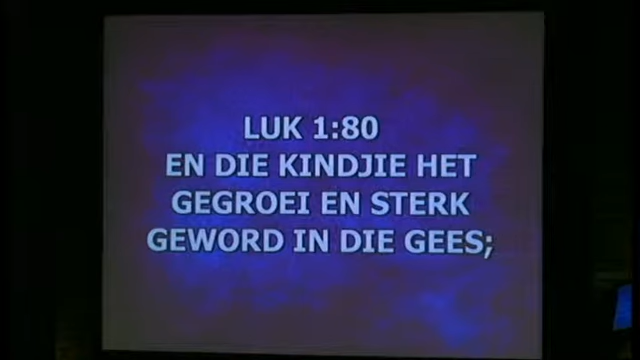 LUK 1:80
EN DIE KINDJIE HET
GEGROEI EN STERK
GEWORD IN DIE GEES;